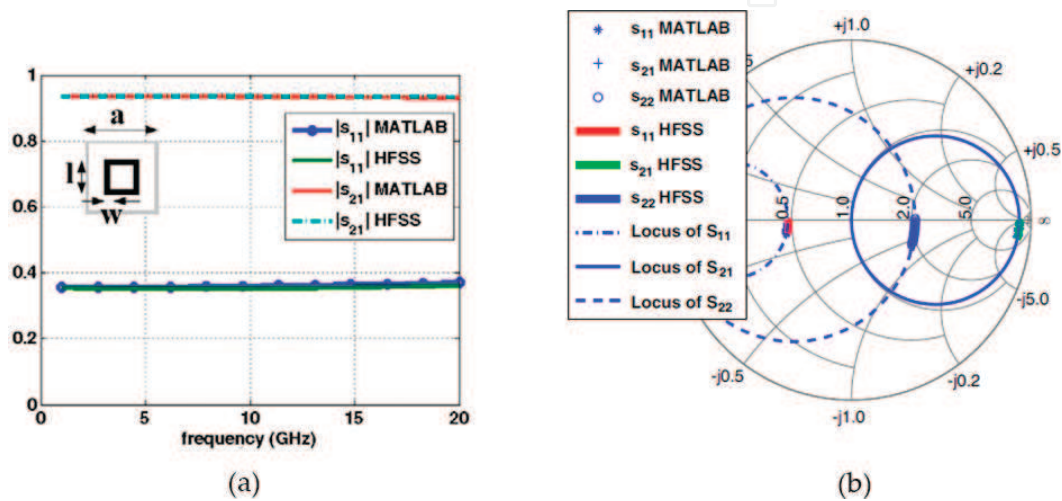 1
0.8
0.6
0.4
0.2
0
0
5
10
15
20
frequency (GHz)
a
l
w
|s11| MATLAB
|s11| HFSS
|s21| MATLAB
|s21| HFSS
(a)
s11 MATLAB
s21 MATLAB
s22 MATLAB
s11 HFSS
s21 HFSS
s22 HFSS
Locus of S11
Locus of S21
Locus of S22
+j1.0
+j0.2
+j0.5
0.5
1.0
2.0
5.0
∞
-j5.0
-j0.5
-j0.2
-j1.0
(b)